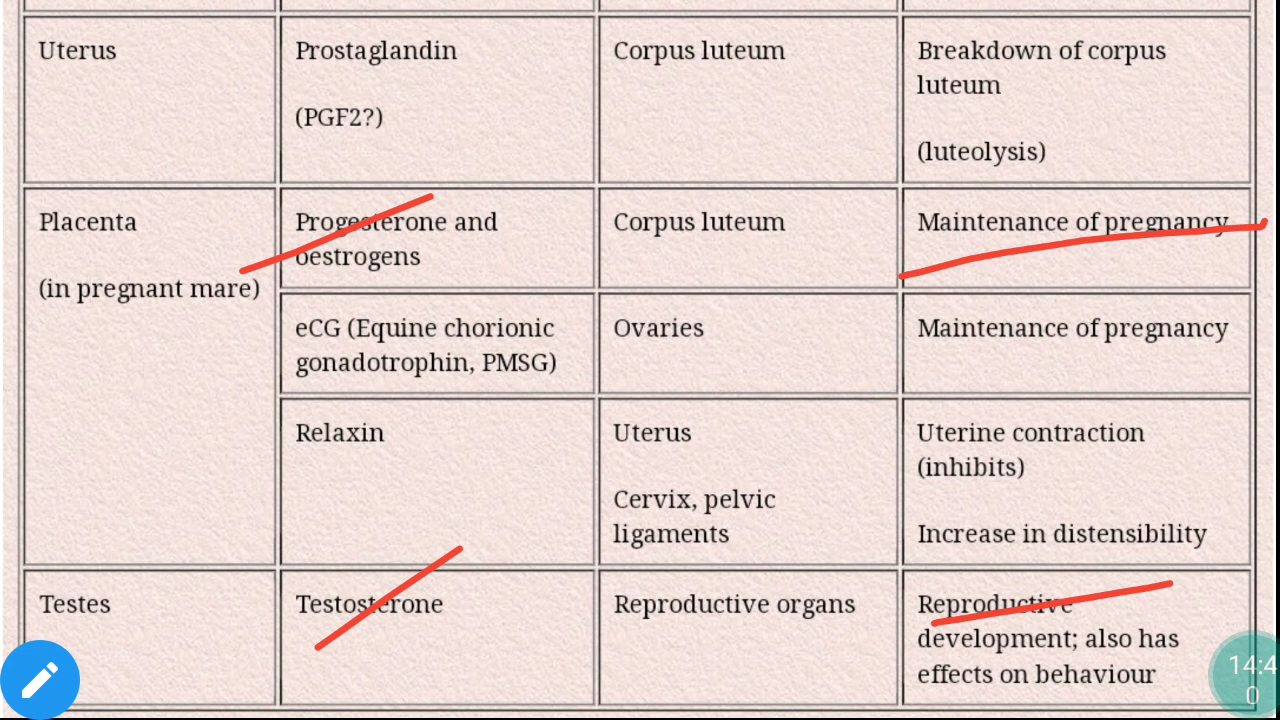 Uterus
Prostaglandin
(PGF2?)
Corpus luteum
Breakdown of corpus
luteum
(luteolysis)
Placenta
(in pregnant mare)
Progesterone and
oestrogens
Corpus luteum
Maintenance of pregnancy
eCG (Equine chorionic
gonadotrophin, PMSG)
Ovaries
Maintenance of pregnancy
Relaxin
Uterus
Cervix, pelvic
ligaments
Uterine contraction
(inhibits)
Increase in distensibility
Testes
Testosterone
Reproductive organs
Reproductive
development; also has
effects on behaviour
14:4
0